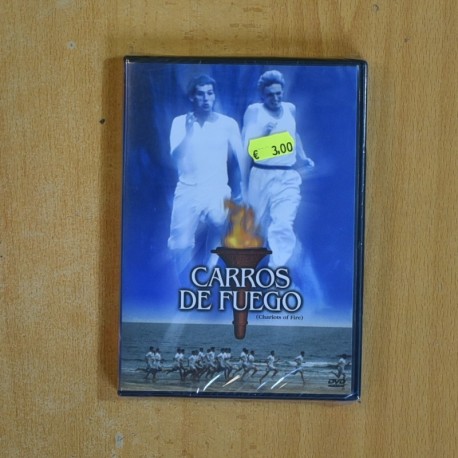 € 3,00
CARROS
DE FUEGO
(Chariots of Fire)
DVD